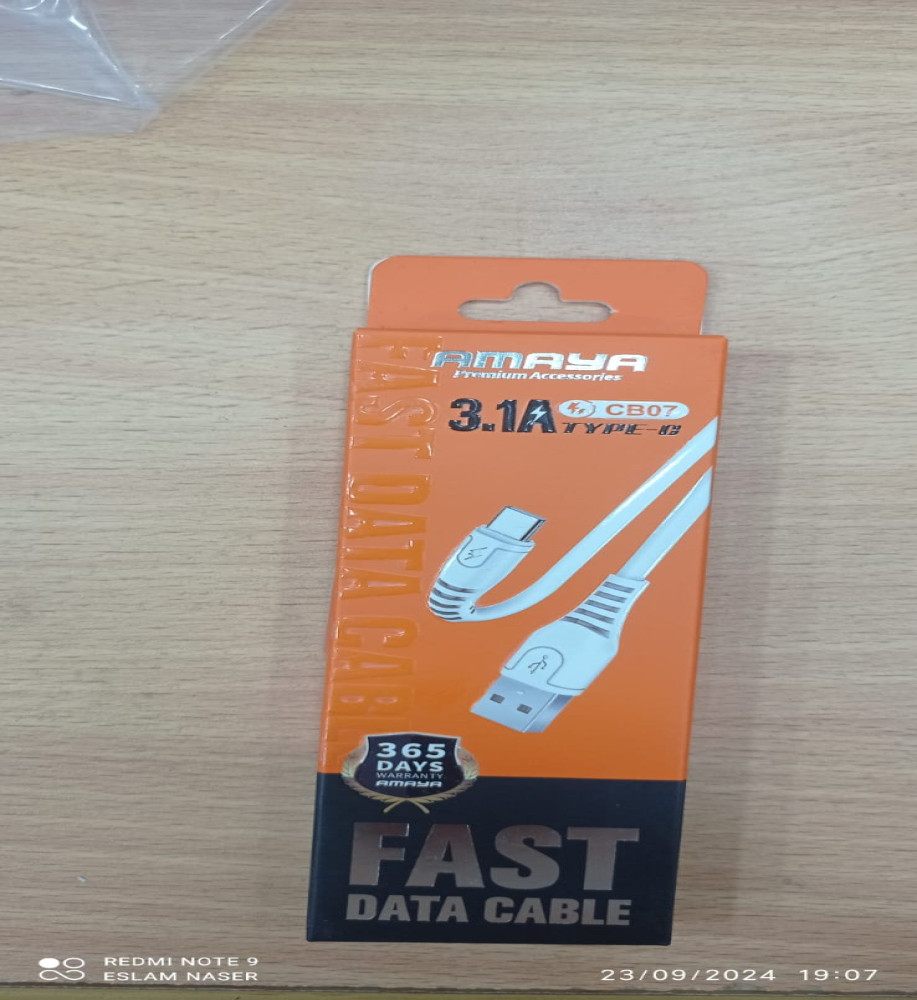 AMAYA
Premium Accessories
3.1A CB07
TYPE-C
FAST DATA CABL
365
DAYS
WARRANTY
AMAYA
FAST
DATA CABLE
REDMI NOTE 9
ESLAM NASER
23/09/2024 19:07